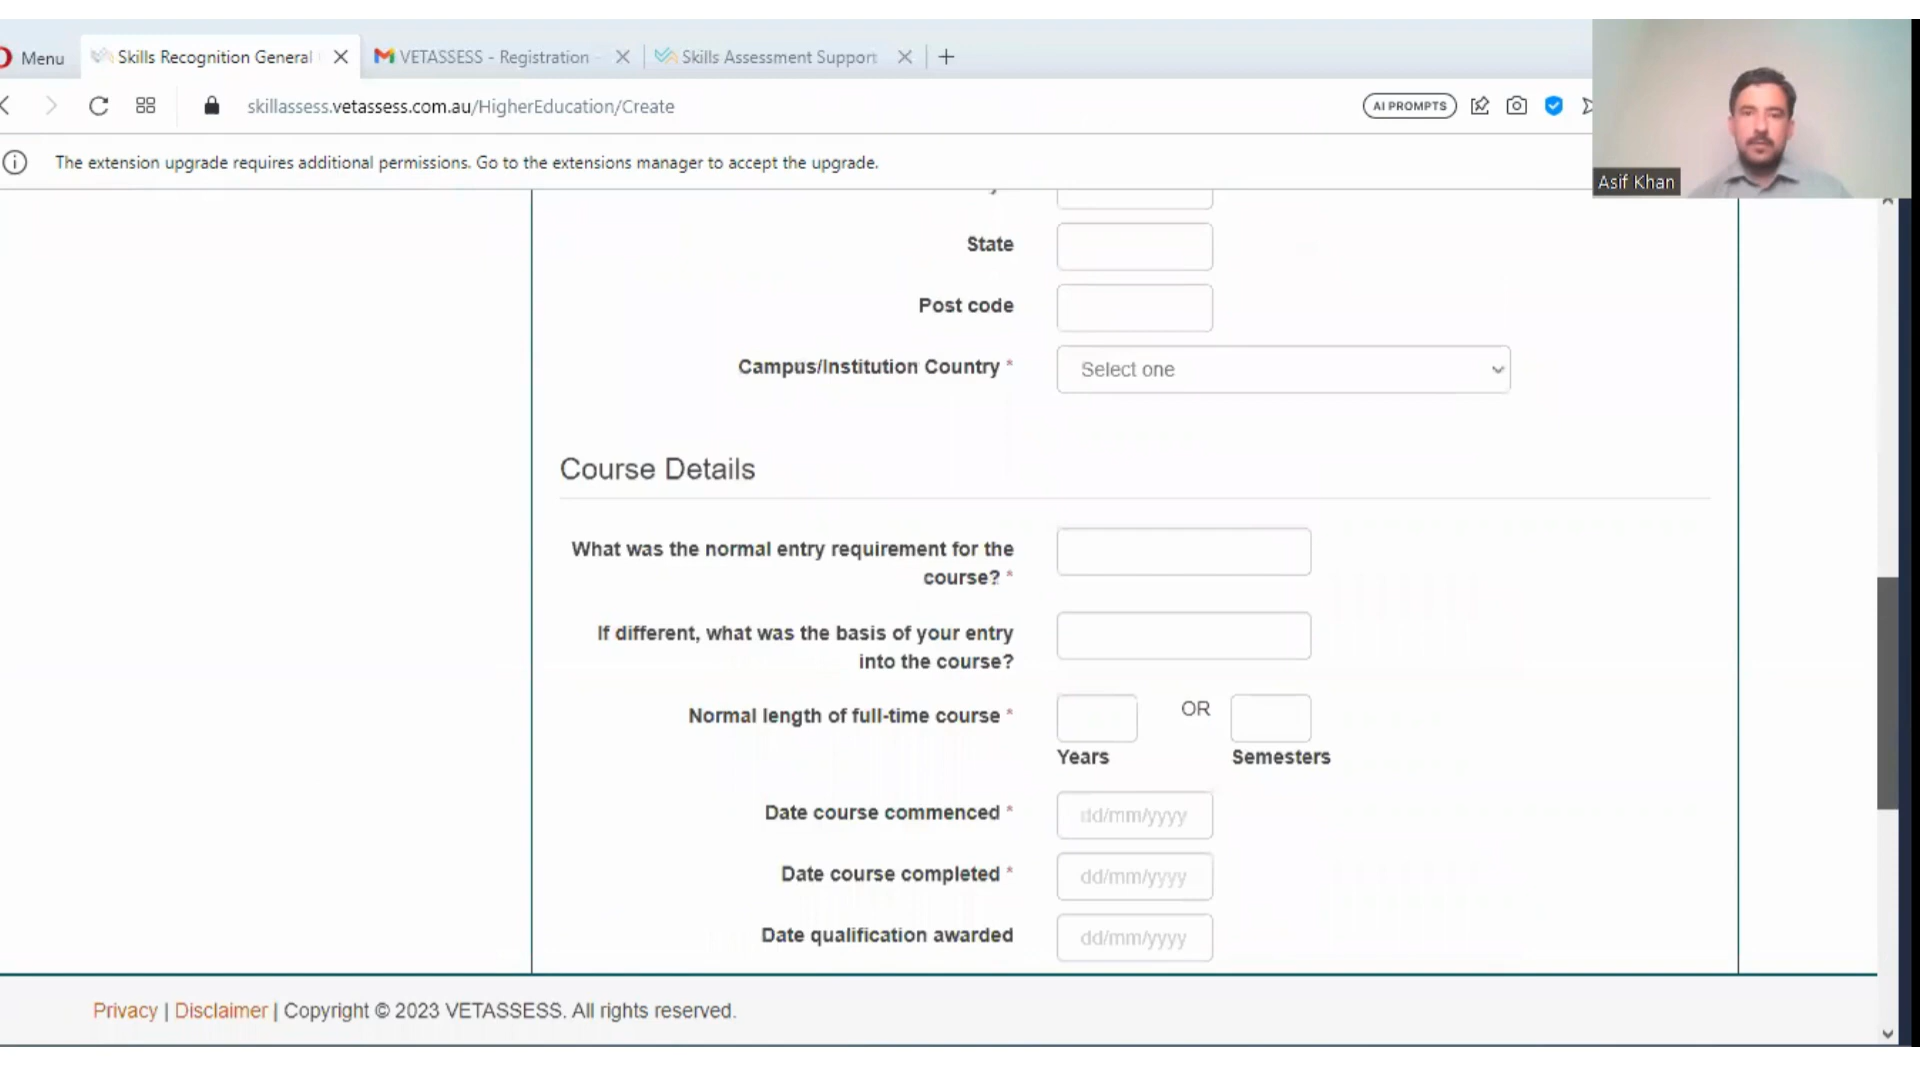 Menu
Skills Recognition General
VETASSESS - Registration -
Skills Assessment Support
skillassess.vetassess.com.au/HigherEducation/Create
AI PROMPTS
The extension upgrade requires additional permissions. Go to the extensions manager to accept the upgrade.
Asif Khan
State
Post code
Campus/Institution Country *
Select one
Course Details
What was the normal entry requirement for the
course? *
If different, what was the basis of your entry
into the course?
Normal length of full-time course *
OR
Years
Semesters
Date course commenced *
dd/mm/yyyy
Date course completed *
dd/mm/yyyy
Date qualification awarded
dd/mm/yyyy
Privacy | Disclaimer | Copyright © 2023 VETASSESS. All rights reserved.